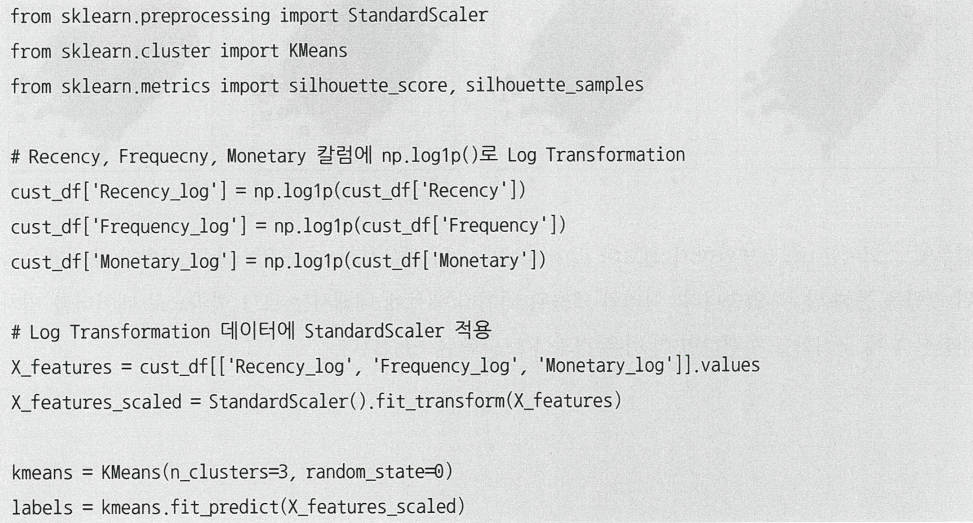 from sklearn.preprocessing import StandardScaler
from sklearn.cluster import KMeans
from sklearn.metrics import silhouette_score, silhouette_samples
# Recency, Frequecny, Monetary 칼럼에 np.log1p()로 Log Transformation
cust_df['Recency_log'] = np.log1p(cust_df['Recency'])
cust_df['Frequency_log'] = np.log1p(cust_df['Frequency'])
cust_df['Monetary_log'] = np.log1p(cust_df['Monetary'])
# Log Transformation 데이터에 StandardScaler 적용
X_features = cust_df[['Recency_log', 'Frequency_log', 'Monetary_log']].values
X_features_scaled = StandardScaler().fit_transform(X_features)
kmeans = KMeans(n_clusters=3, random_state=0)
labels = kmeans.fit_predict(X_features_scaled)